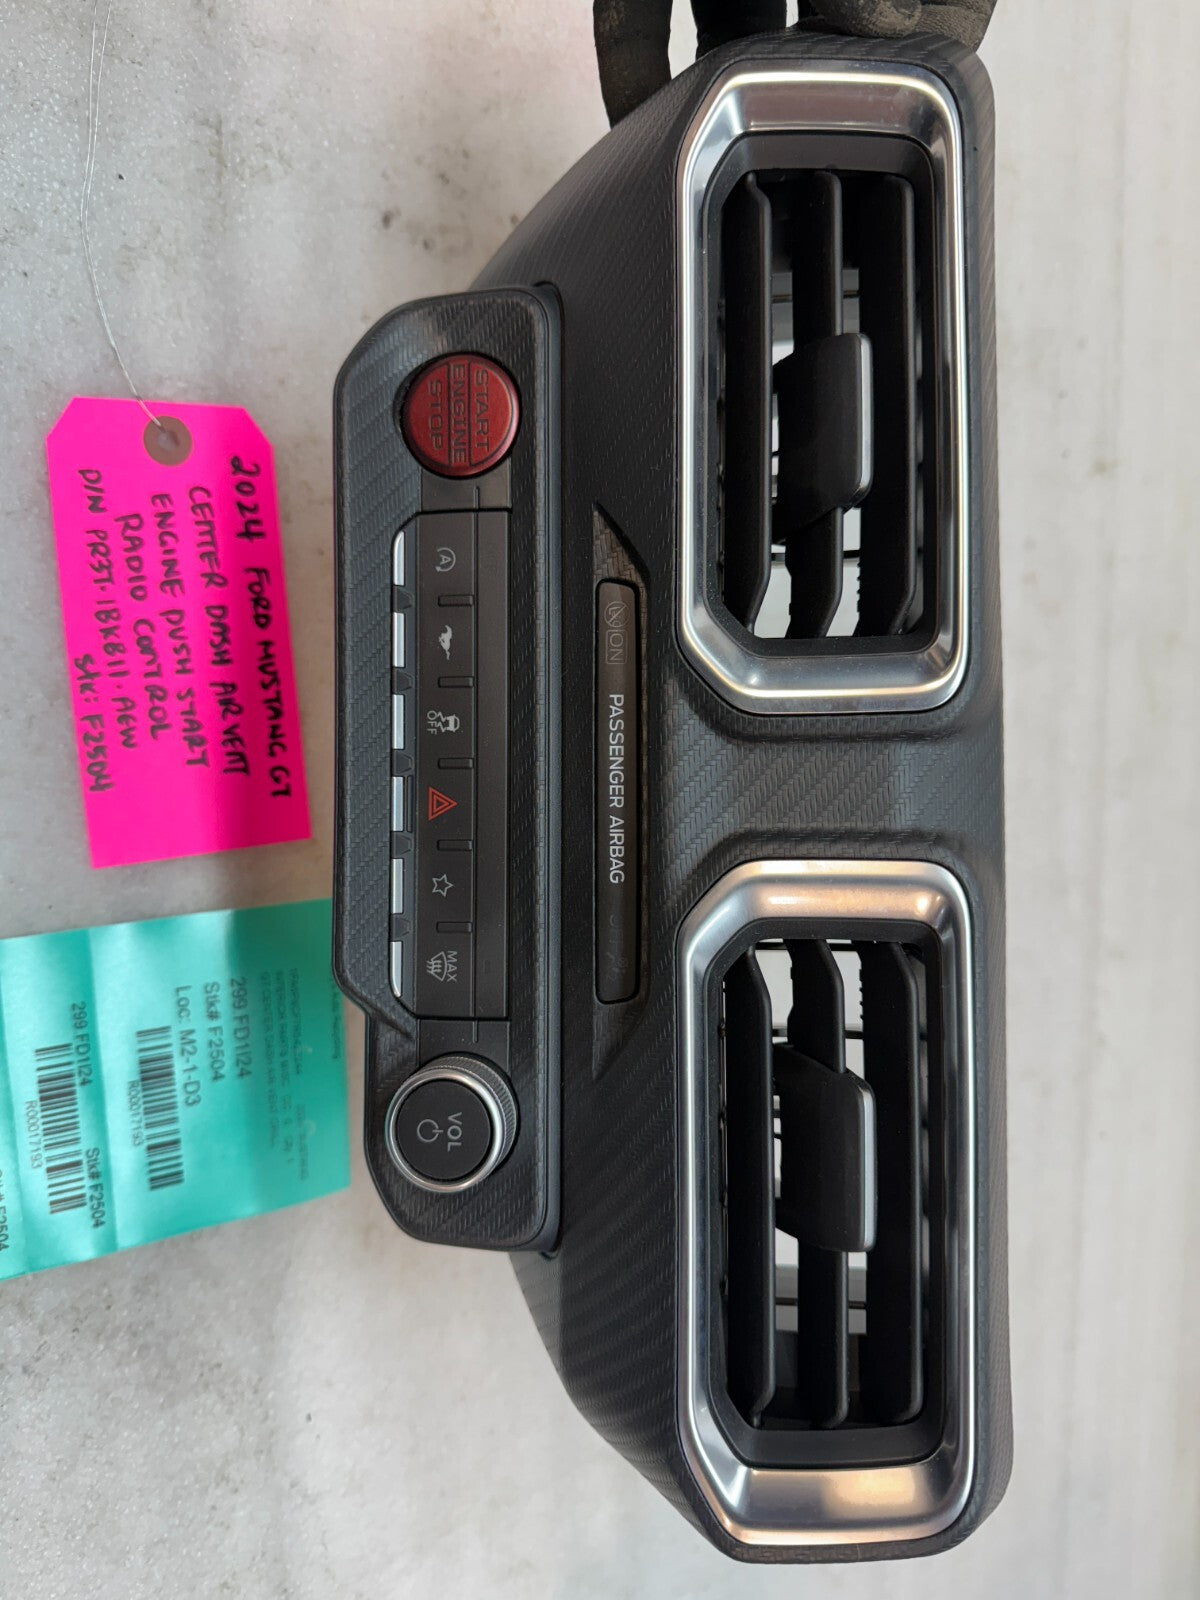 2024 FORD MUSTANG GT
CENTER DASH AIR VENT
ENGINE PUSH START
RADIO CONTROL
P/N PR3T-18K811-AGW
Stk: F2504
299 FD1124
Stk# F2504
Loc: M2-1-D3
R00017193
299 FD1124
Stk# F2504
R00017193
START
ENGINE
STOP
A
OFF
MAX
VOL
ON
PASSENGER AIRBAG